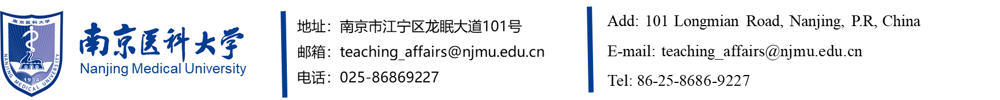 南京医科大学
1934
NANJING MEDICAL UNIVERSITY
南京医科大学
Nanjing Medical University
地址：南京市江宁区龙眠大道101号
邮箱：teaching_affairs@njmu.edu.cn
电话：025-86869227
Add: 101 Longmian Road, Nanjing, P.R, China
E-mail: teaching_affairs@njmu.edu.cn
Tel: 86-25-8686-9227